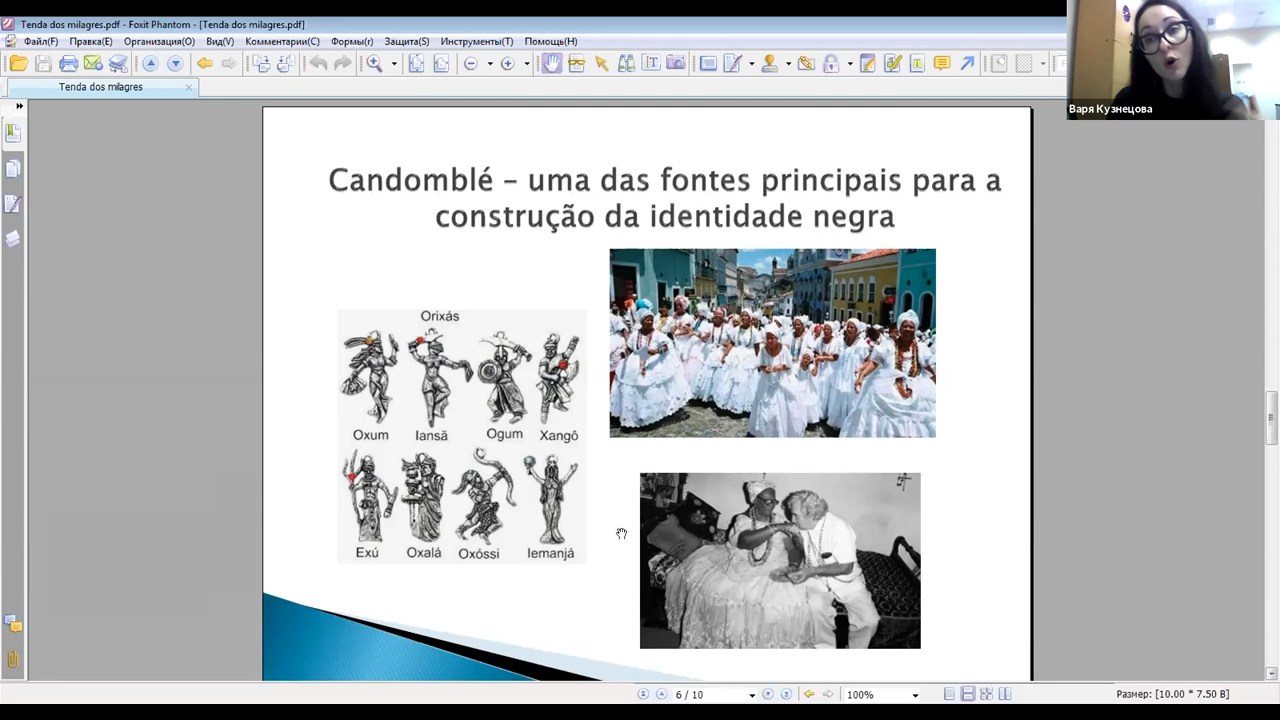 Tenda dos milagres.pdf - Foxit Phantom - [Tenda dos milagres.pdf]
Файл(F) Правка(E) Организация(O) Вид(V) Комментарии(C) Формы(r) Защита(S) Инструменты(T) Помощь(H)
Tenda dos milagres
Варя Кузнецова
Candomblé – uma das fontes principais para a
construção da identidade negra
Orixás
Oxum Iansã Ogum Xangô
Exú Oxalá Oxóssi Iemanjá
6 / 10 100% Размер: [10.00 * 7.50 В]